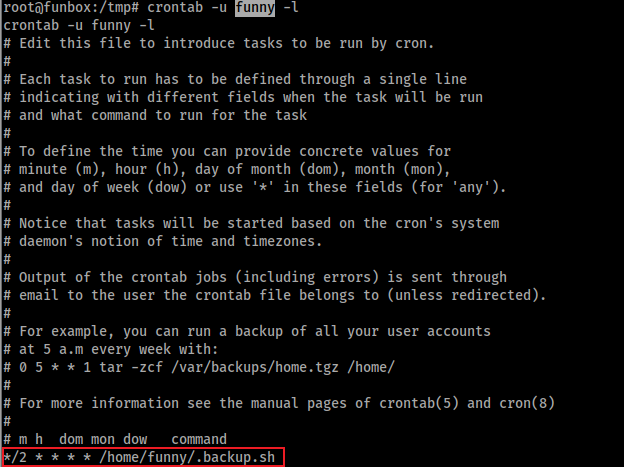 root@funbox:/tmp# crontab -u funny -l
crontab -u funny -l
# Edit this file to introduce tasks to be run by cron.
#
# Each task to run has to be defined through a single line
# indicating with different fields when the task will be run
# and what command to run for the task
#
# To define the time you can provide concrete values for
# minute (m), hour (h), day of month (dom), month (mon),
# and day of week (dow) or use '*' in these fields (for 'any').
#
# Notice that tasks will be started based on the cron's system
# daemon's notion of time and timezones.
#
# Output of the crontab jobs (including errors) is sent through
# email to the user the crontab file belongs to (unless redirected).
#
# For example, you can run a backup of all your user accounts
# at 5 a.m every week with:
# 0 5 * * 1 tar -zcf /var/backups/home.tgz /home/
#
# For more information see the manual pages of crontab(5) and cron(8)
#
# m h  dom mon dow   command
*/2 * * * * /home/funny/.backup.sh